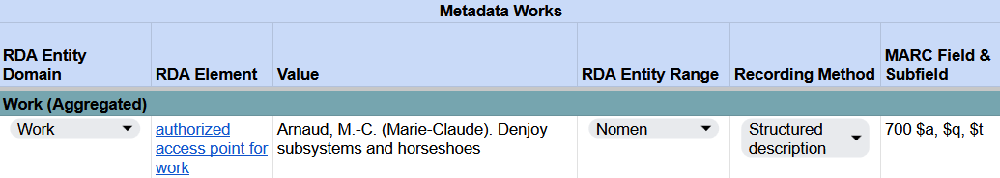 Metadata Works
RDA Entity Domain	RDA Element	Value	RDA Entity Range	Recording Method	MARC Field & Subfield
Work (Aggregated)
Work	authorized access point for work	Arnaud, M.-C. (Marie-Claude). Denjoy subsystems and horseshoes	Nomen	Structured description	700 $a, $q, $t